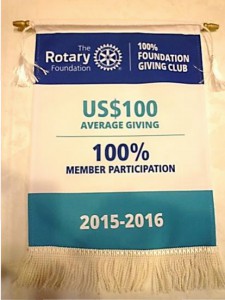 The
Rotary
Foundation
100%
FOUNDATION
GIVING CLUB
US$100
AVERAGE GIVING
100%
MEMBER PARTICIPATION
2015-2016